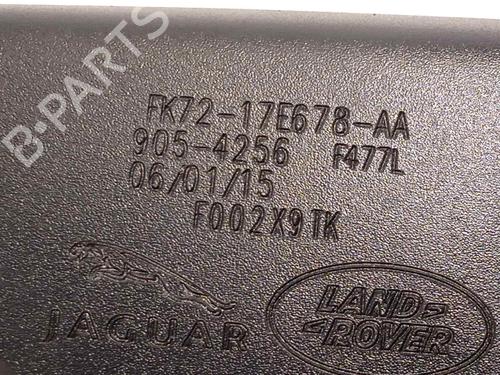 B-PARTS
FK72-17E678-AA
905-4256 F477L
06/01/15
F002X9TK
JAGUAR
LAND
ROVER